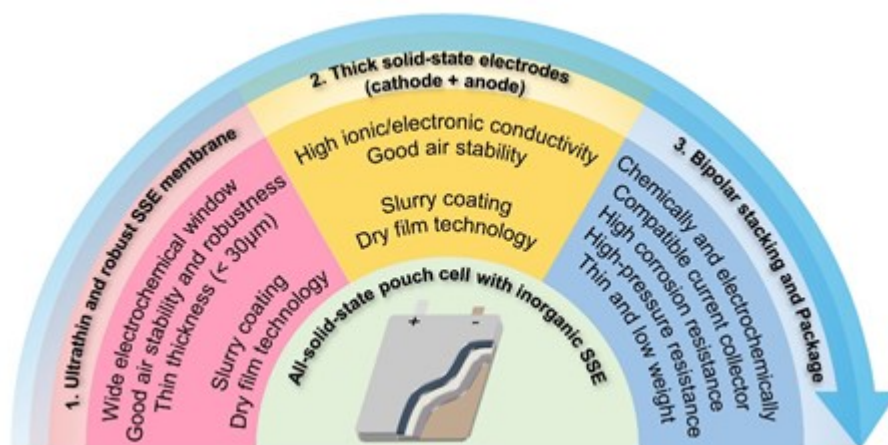 1. Ultrathin and robust SSE membrane
Wide electrochemical window
Good air stability and robustness
Thin thickness (< 30μm)
Slurry coating
Dry film technology
2. Thick solid-state electrodes
(cathode + anode)
High ionic/electronic conductivity
Good air stability
Slurry coating
Dry film technology
3. Bipolar stacking and Package
Chemically and electrochemically
Compatible current collector
High corrosion resistance
High-pressure resistance
Thin and low weight
All-solid-state pouch cell with inorganic SSE
+ -